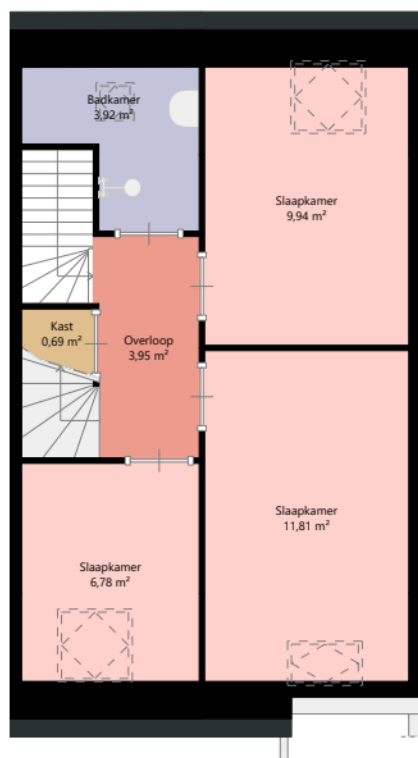 Badkamer
3,92 m²
Slaapkamer
9,94 m²
Kast
0,69 m²
Overloop
3,95 m²
Slaapkamer
11,81 m²
Slaapkamer
6,78 m²